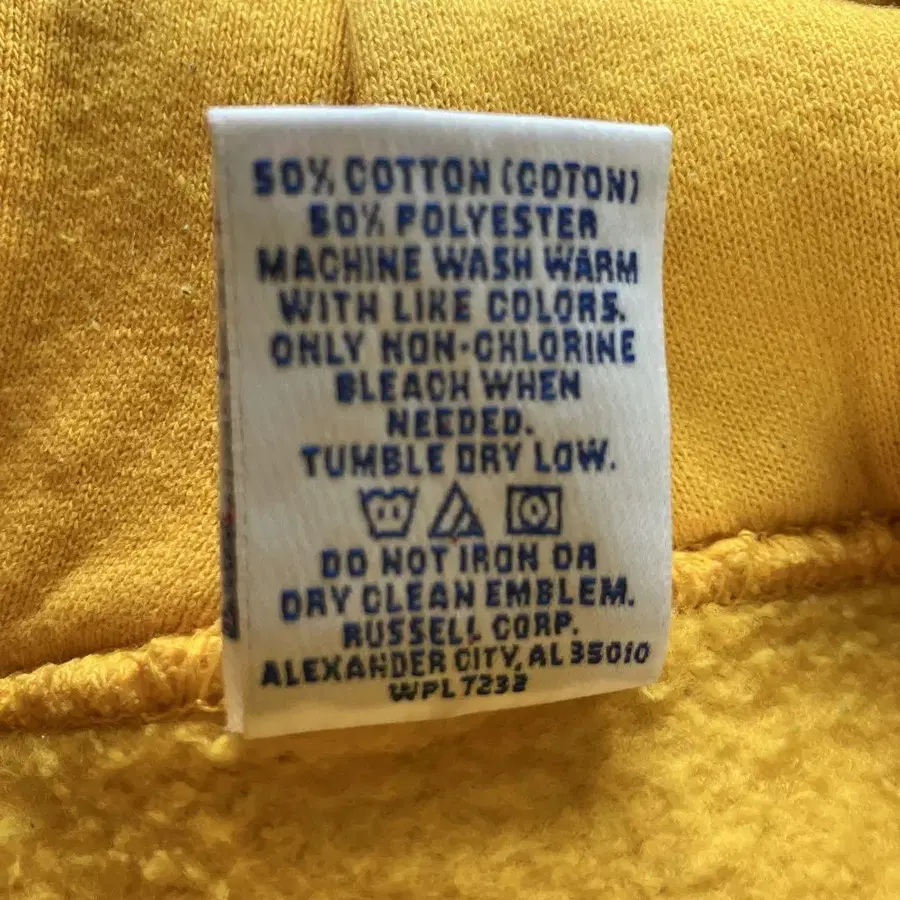 50% COTTON (COTON)
50% POLYESTER
MACHINE WASH WARM
WITH LIKE COLORS.
ONLY NON-CHLORINE
BLEACH WHEN
NEEDED.
TUMBLE DRY LOW.
DO NOT IRON OR
DRY CLEAN EMBLEM.
RUSSELL CORP.
ALEXANDER CITY, AL 35010
WPL 7232